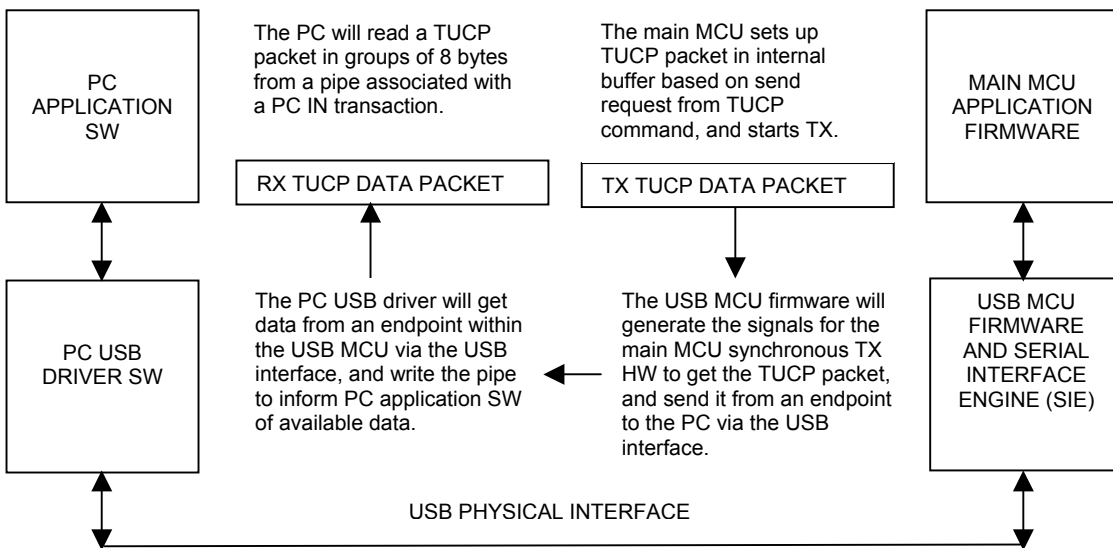 PC
APPLICATION
SW
The PC will read a TUCP
packet in groups of 8 bytes
from a pipe associated with
a PC IN transaction.
The main MCU sets up
TUCP packet in internal
buffer based on send
request from TUCP
command, and starts TX.
MAIN MCU
APPLICATION
FIRMWARE
RX TUCP DATA PACKET
TX TUCP DATA PACKET
PC USB
DRIVER SW
The PC USB driver will get
data from an endpoint within
the USB MCU via the USB
interface, and write the pipe
to inform PC application SW
of available data.
The USB MCU firmware will
generate the signals for the
main MCU synchronous TX
HW to get the TUCP packet,
and send it from an endpoint
to the PC via the USB
interface.
USB MCU
FIRMWARE
AND SERIAL
INTERFACE
ENGINE (SIE)
USB PHYSICAL INTERFACE